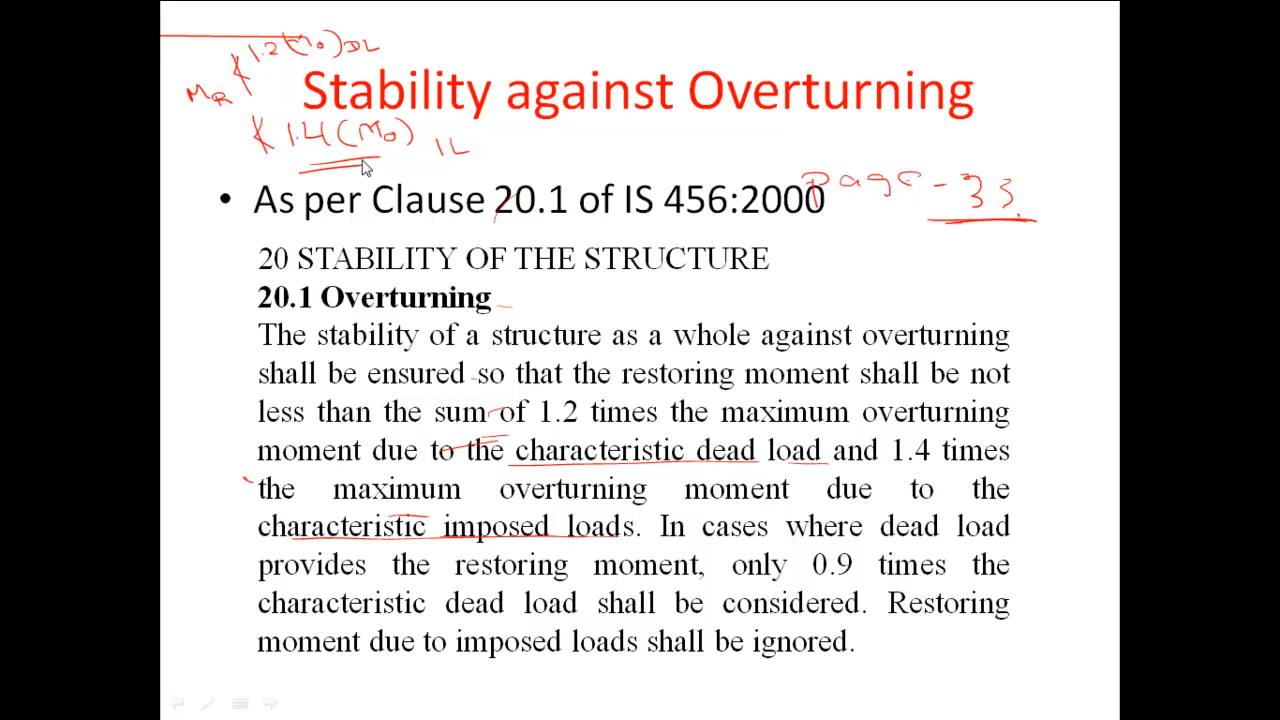 ≮ 1.2 (Mo) DL
MR
Stability against Overturning
≮ 1.4 (Mo) IL
Page - 33
• As per Clause 20.1 of IS 456:2000
20 STABILITY OF THE STRUCTURE
20.1 Overturning
The stability of a structure as a whole against overturning
shall be ensured so that the restoring moment shall be not
less than the sum of 1.2 times the maximum overturning
moment due to the characteristic dead load and 1.4 times
the maximum overturning moment due to the
characteristic imposed loads. In cases where dead load
provides the restoring moment, only 0.9 times the
characteristic dead load shall be considered. Restoring
moment due to imposed loads shall be ignored.